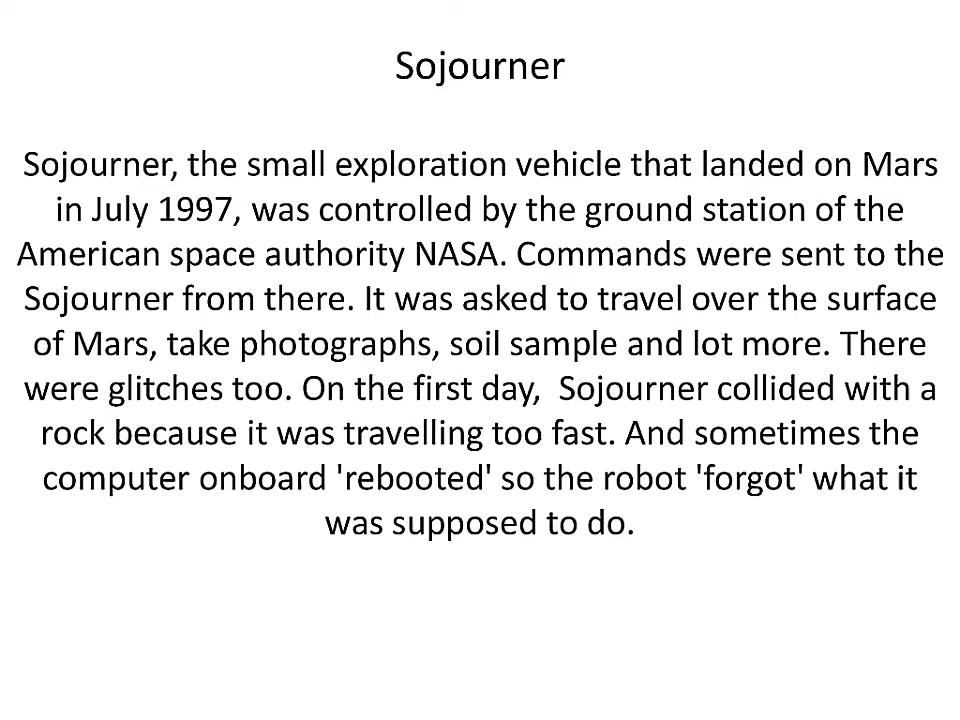 Sojourner
Sojourner, the small exploration vehicle that landed on Mars
in July 1997, was controlled by the ground station of the
American space authority NASA. Commands were sent to the
Sojourner from there. It was asked to travel over the surface
of Mars, take photographs, soil sample and lot more. There
were glitches too. On the first day,  Sojourner collided with a
rock because it was travelling too fast. And sometimes the
computer onboard 'rebooted' so the robot 'forgot' what it
was supposed to do.